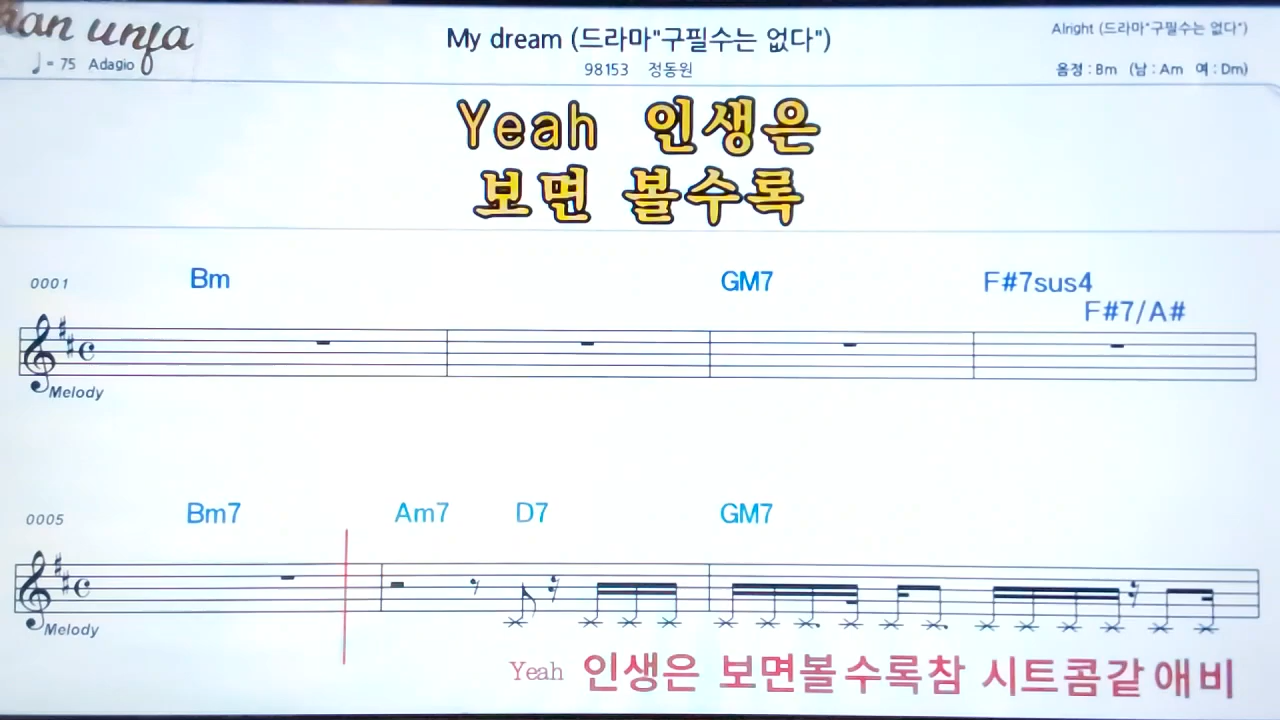 My dream (드라마"구필수는 없다")
Alright (드라마"구필수는 없다")
♩= 75 Adagio
98153 정동원
음정 : Bm (남 : Am 여 : Dm)
Yeah 인생은
보면 볼수록
0001 Bm GM7 F#7sus4
F#7/A#
Melody
0005 Bm7 Am7 D7 GM7
Melody
Yeah 인생은 보면볼수록참 시트콤같애비